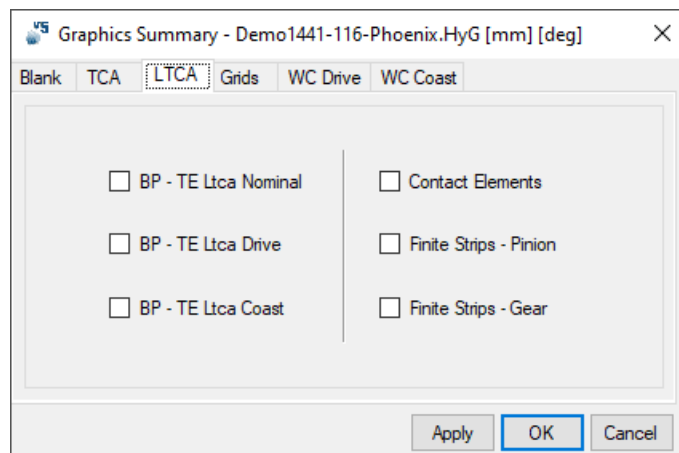 Graphics Summary - Demo1441-116-Phoenix.HyG [mm] [deg]
Blank TCA LTCA Grids WC Drive WC Coast
BP - TE Ltca Nominal Contact Elements
BP - TE Ltca Drive Finite Strips - Pinion
BP - TE Ltca Coast Finite Strips - Gear
Apply OK Cancel